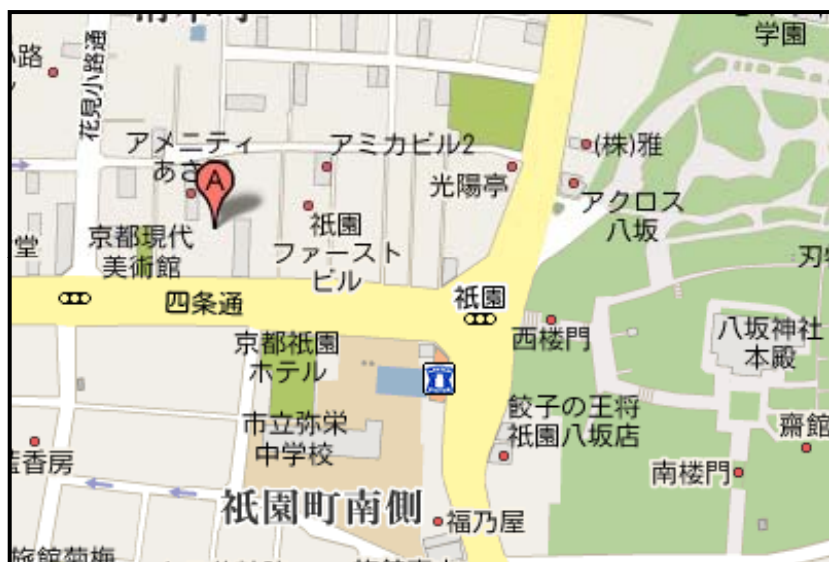 学園
花見小路通
アメニティ
あさ
A
アミカビル2
(株)雅
光陽亭
アクロス
八坂
祇園
ファースト
ビル
堂
京都現代
美術館
四条通
祇園
西楼門
八坂神社
本殿
京都祇園
ホテル
市立弥栄
中学校
餃子の王将
祇園八坂店
齋館
南楼門
香房
祇園町南側
福乃屋
旅館菊梅